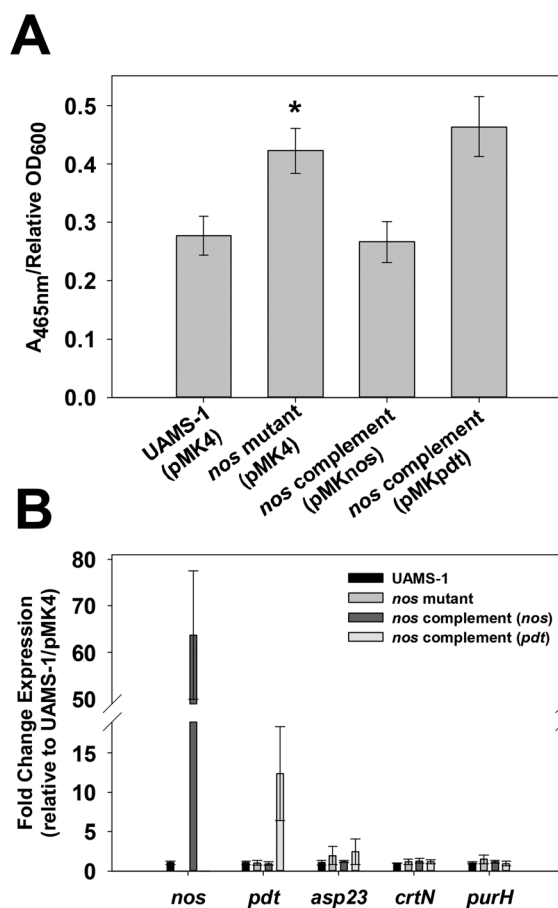 A
A465nm/Relative OD600
0.5
0.4
0.3
0.2
0.1
0.0
*
UAMS-1
(pMK4)
nos mutant
(pMK4)
nos complement
(pMKnos)
nos complement
(pMKpdt)
B
Fold Change Expression
(relative to UAMS-1/pMK4)
80
70
60
50
15
10
5
1
0
UAMS-1
nos mutant
nos complement (nos)
nos complement (pdt)
nos pdt asp23 crtN purH